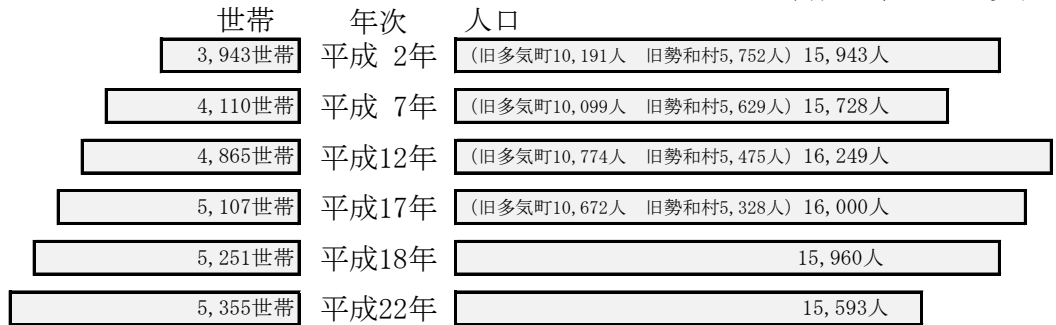 世帯 年次 人口
3,943世帯 平成 2年 (旧多気町10,191人 旧勢和村5,752人) 15,943人
4,110世帯 平成 7年 (旧多気町10,099人 旧勢和村5,629人) 15,728人
4,865世帯 平成12年 (旧多気町10,774人 旧勢和村5,475人) 16,249人
5,107世帯 平成17年 (旧多気町10,672人 旧勢和村5,328人) 16,000人
5,251世帯 平成18年 15,960人
5,355世帯 平成22年 15,593人